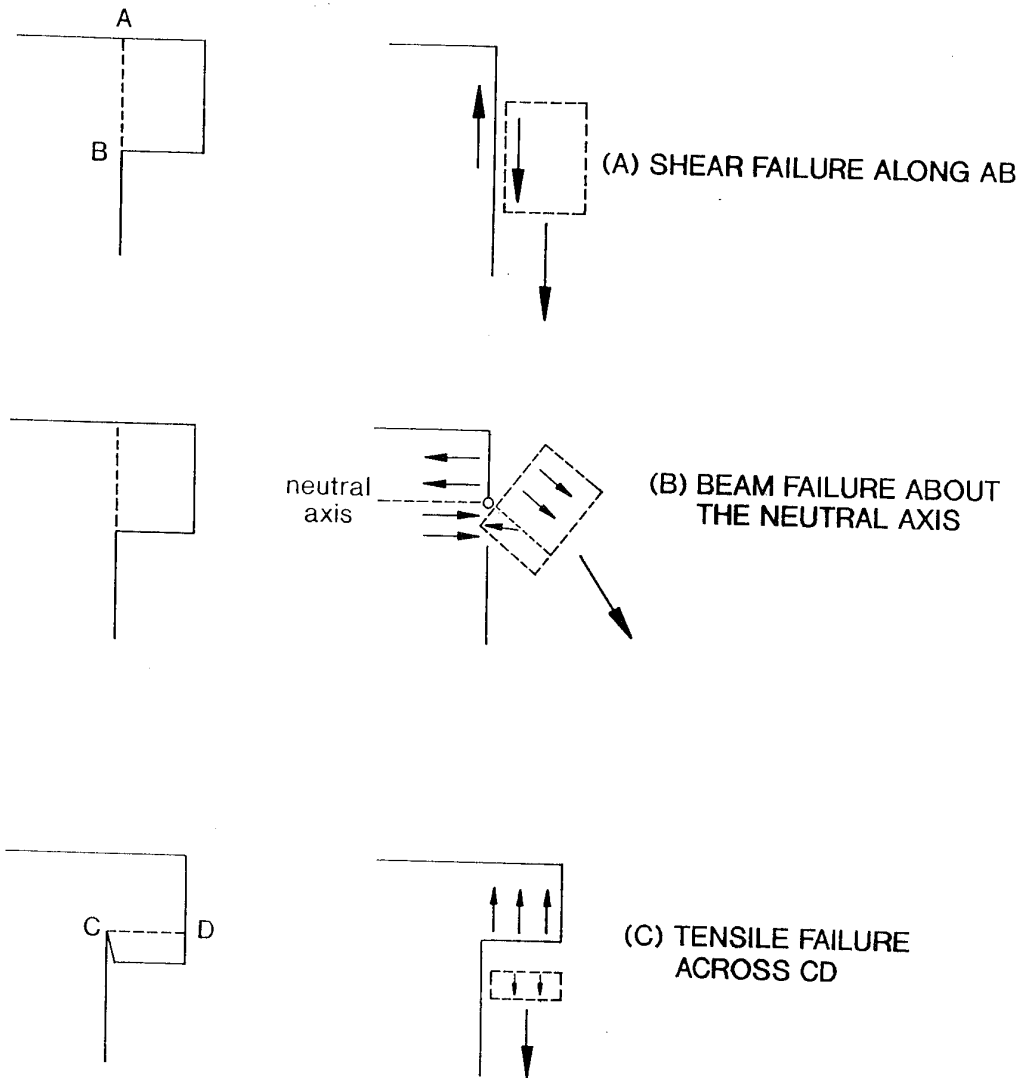 A
B
(A) SHEAR FAILURE ALONG AB
neutral
axis
(B) BEAM FAILURE ABOUT
THE NEUTRAL AXIS
C
D
(C) TENSILE FAILURE
ACROSS CD